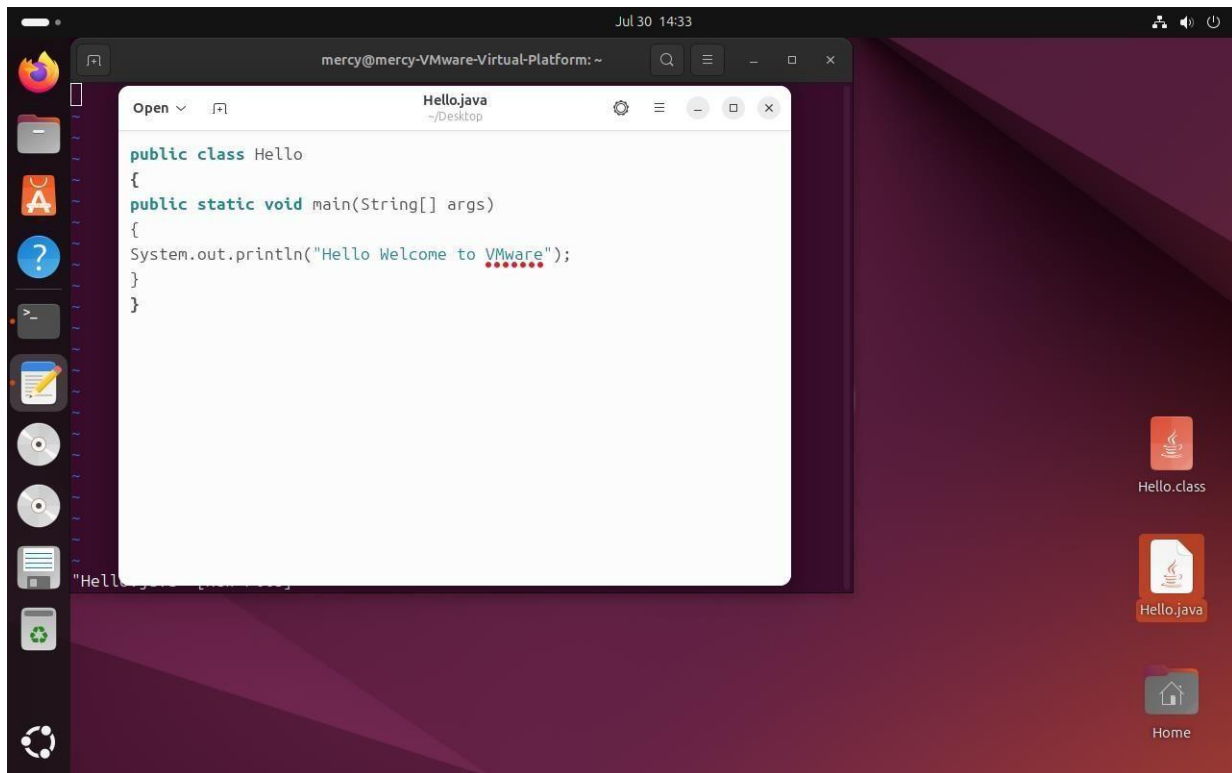 Jul 30 14:33
mercy@mercy-VMware-Virtual-Platform: ~
Open
Hello.java
~/Desktop
public class Hello
{
public static void main(String[] args)
{
System.out.println("Hello Welcome to VMware");
}
}
"Hell
Hello.class
Hello.java
Home